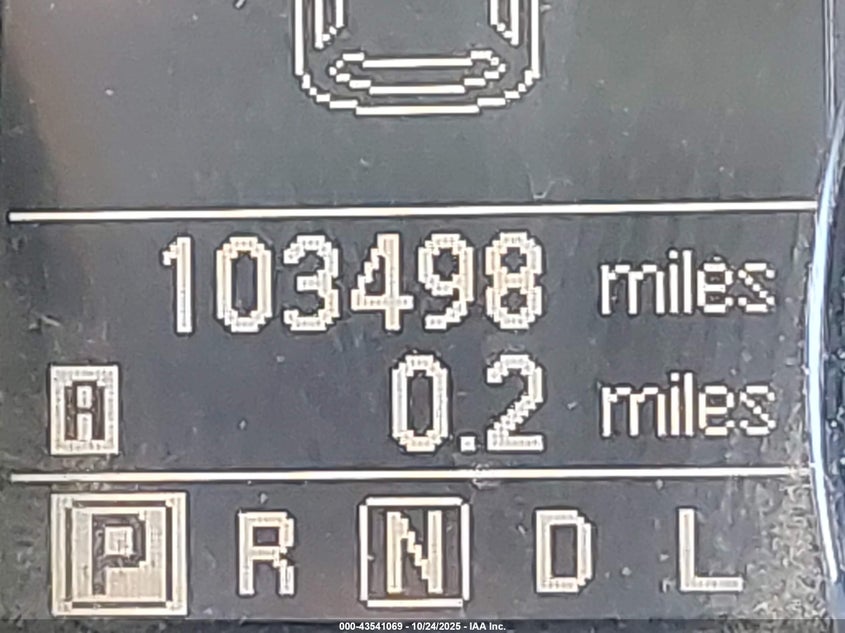 103498 miles
A 0.2 miles
P R N D L
000-43541069 - 10/24/2025 - IAA Inc.